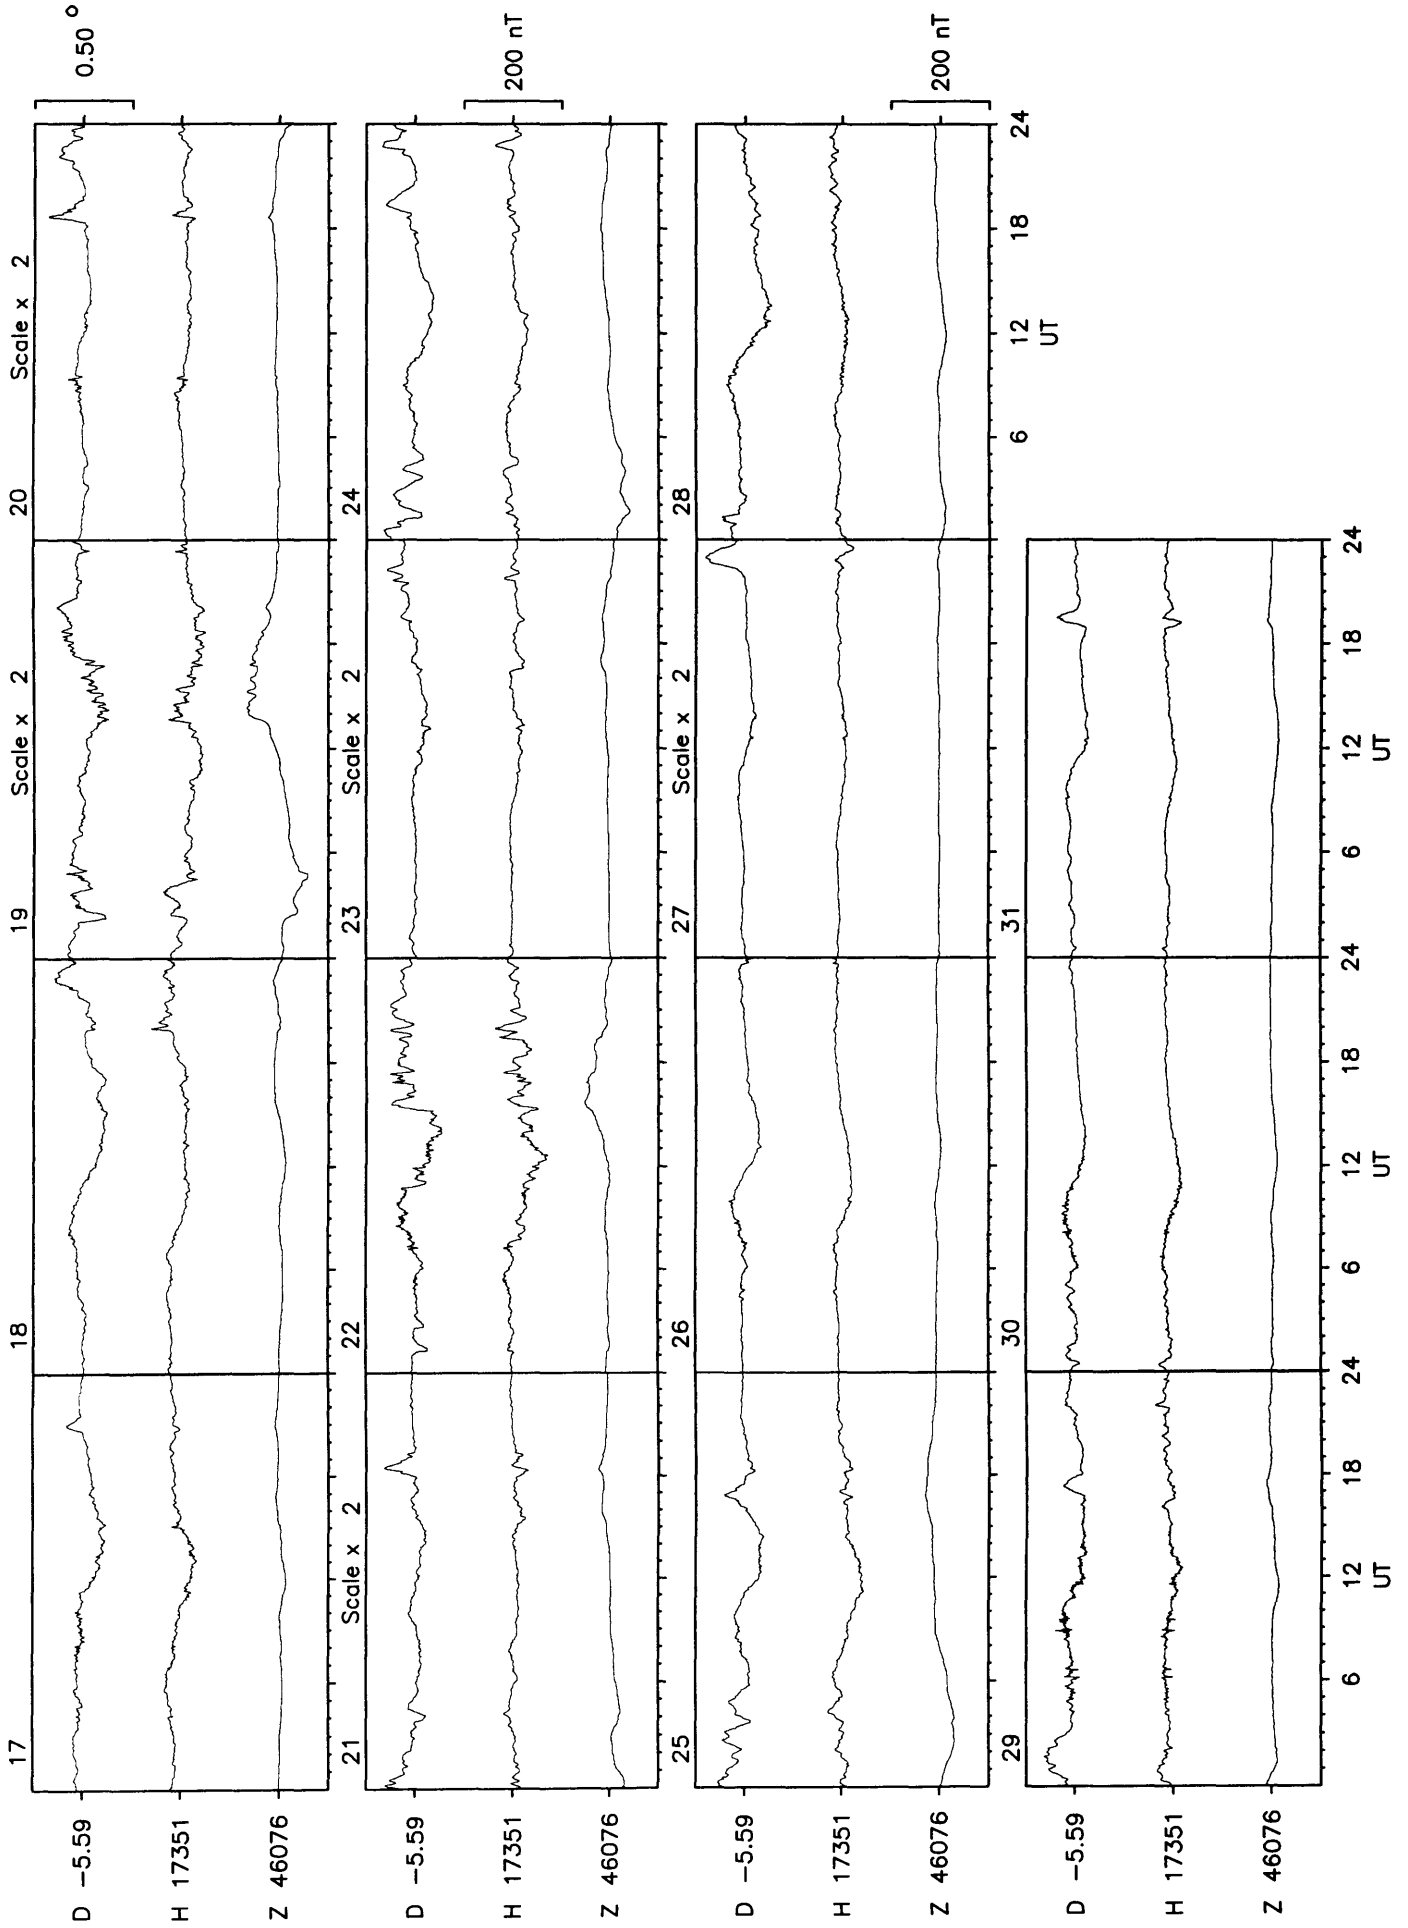 17 18 19 Scale x 2 20 Scale x 2
D -5.59 0.50 °
H 17351
Z 46076
21 Scale x 2 22 23 Scale x 2 24
D -5.59
H 17351 200 nT
Z 46076
25 26 27 Scale x 2 28
D -5.59
H 17351
Z 46076 200 nT
6 12 18 24
UT
29 30 31
D -5.59
H 17351
Z 46076
6 12 18 24 6 12 18 24 6 12 18 24
UT UT UT